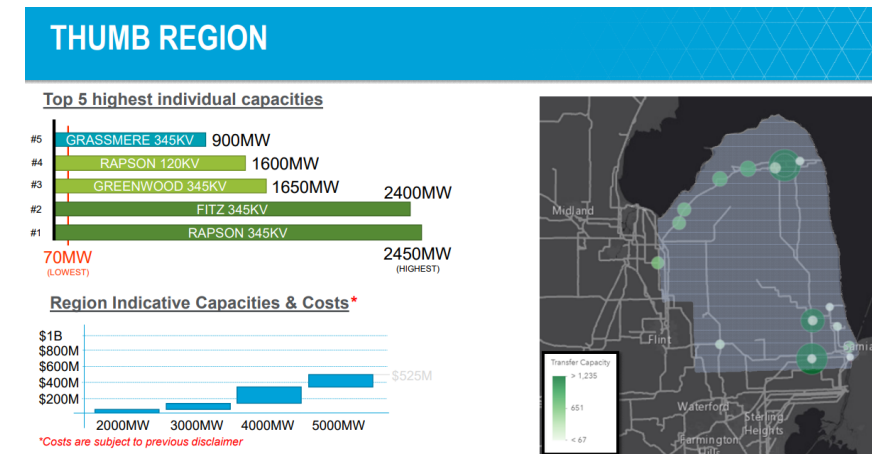 THUMB REGION
Top 5 highest individual capacities
#5 GRASSMERE 345KV 900MW
#4 RAPSON 120KV 1600MW
#3 GREENWOOD 345KV 1650MW
#2 FITZ 345KV 2400MW
#1 RAPSON 345KV 2450MW
(HIGHEST)
70MW
(LOWEST)
Region Indicative Capacities & Costs*
$1B
$800M
$600M
$400M
$200M
$525M
2000MW 3000MW 4000MW 5000MW
*Costs are subject to previous disclaimer
Midland
Flint
Waterford
Sterling
Heights
Farmington
Hills
Transfer Capacity
> 1,235
651
< 67